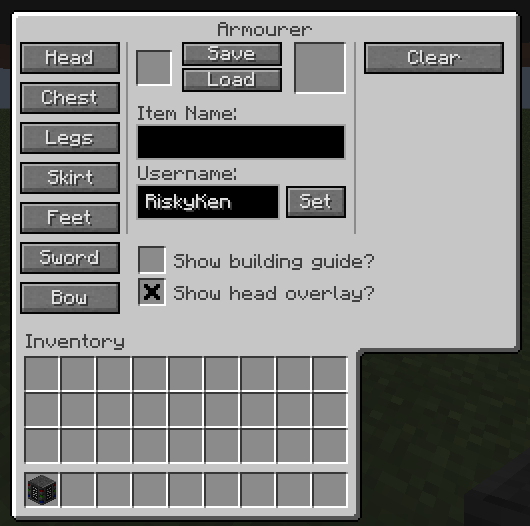 Armourer
Head
Chest
Legs
Skirt
Feet
Sword
Bow
Save
Load
Item Name:
Username:
RiskyKen
Set
Clear
Show building guide?
Show head overlay?
Inventory